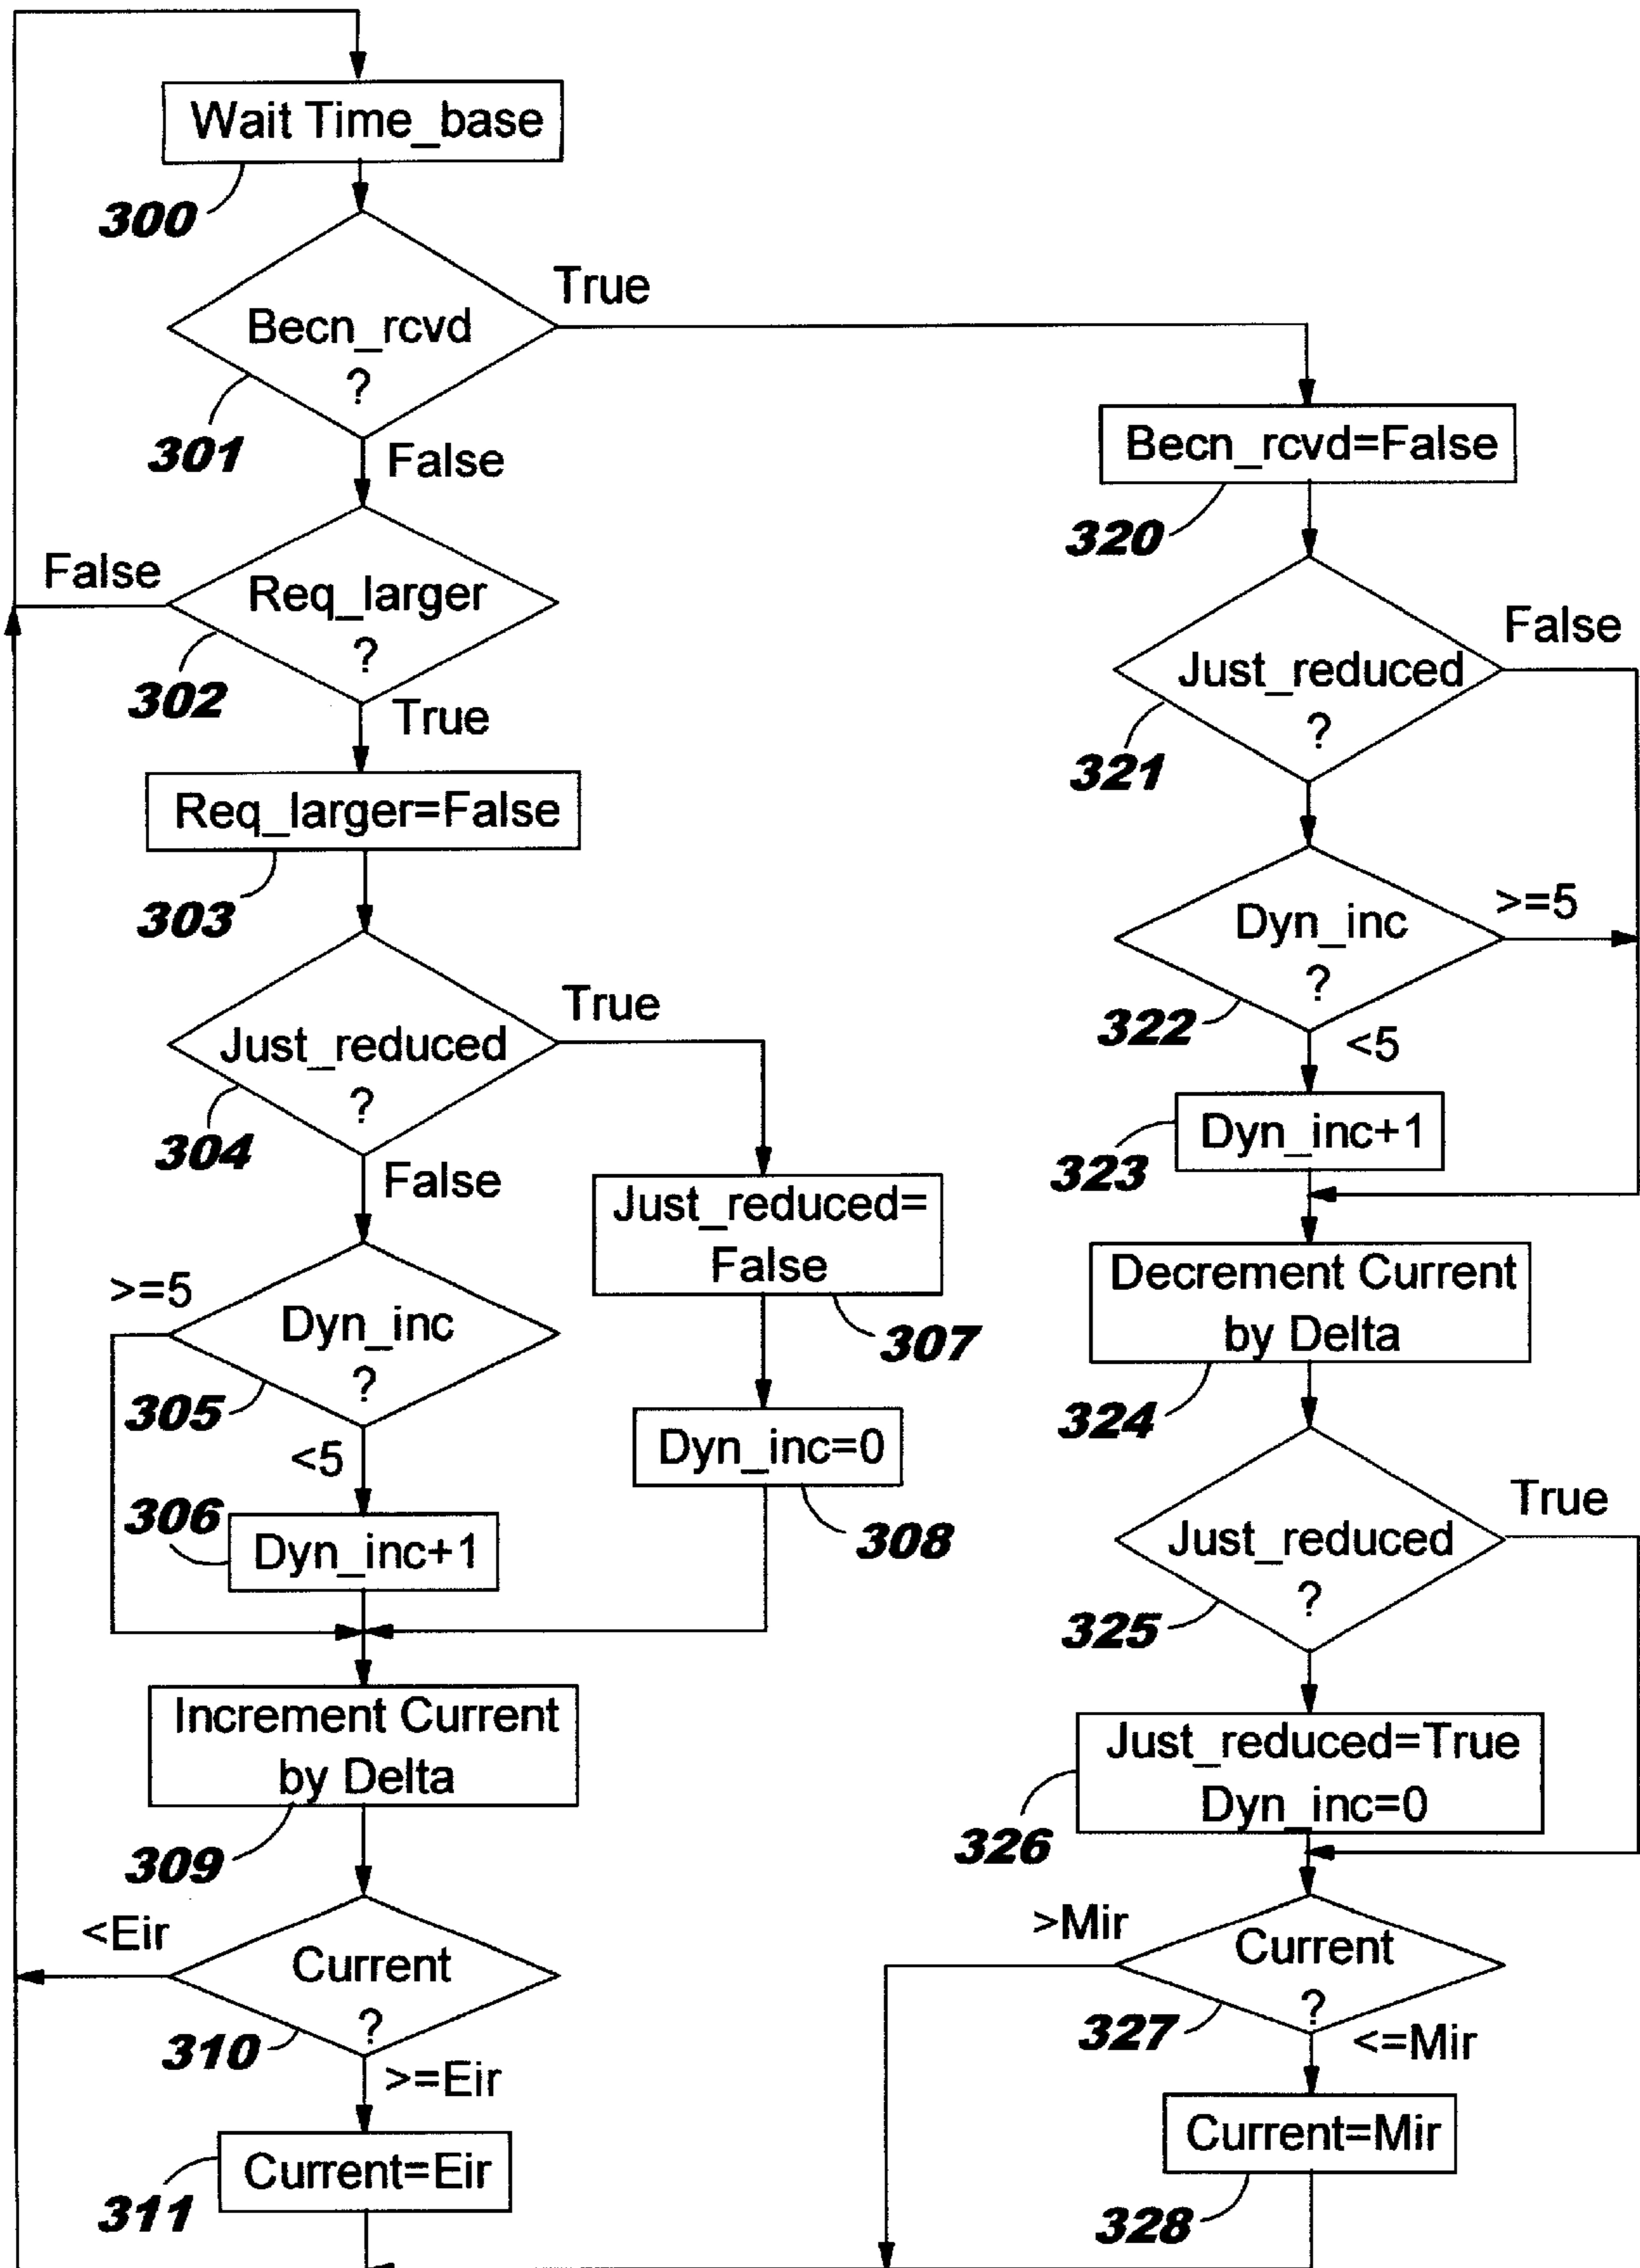 Wait Time_base
300
True
Becn_rcvd
?
301
False
Becn_rcvd=False
320
False
Req_larger
?
302
True
False
Just_reduced
?
321
Req_larger=False
303
>=5
Dyn_inc
?
322
<5
True
Just_reduced
?
304
False
Dyn_inc+1
323
Just_reduced=
False
307
>=5
Dyn_inc
?
305
<5
Decrement Current
by Delta
324
Dyn_inc=0
308
306
Dyn_inc+1
True
Just_reduced
?
325
Increment Current
by Delta
309
Just_reduced=True
Dyn_inc=0
326
<Eir
Current
?
310
>=Eir
>Mir
Current
?
327
<=Mir
Current=Eir
311
Current=Mir
328